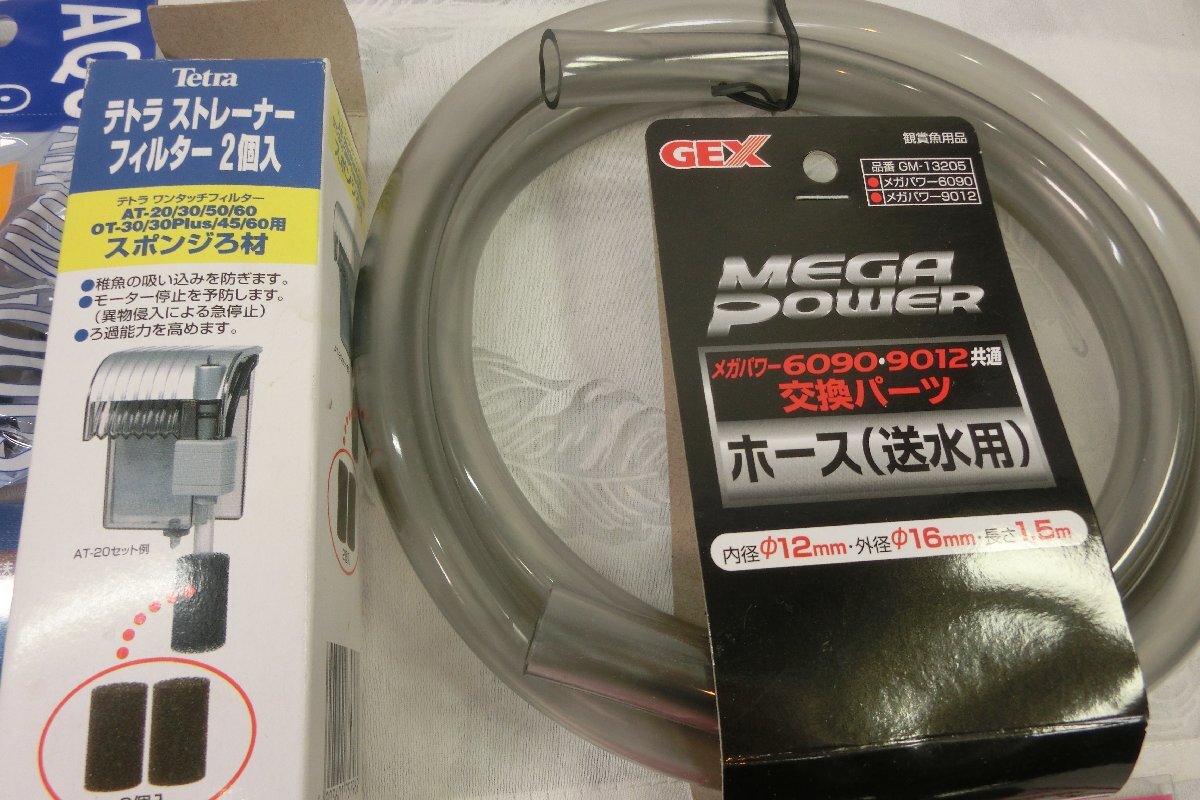 AQ
Tetra
テトラ ストレーナー
フィルター 2個入
テトラ ワンタッチフィルター
AT-20/30/50/60
OT-30/30Plus/45/60用
スポンジろ材
●稚魚の吸い込みを防ぎます。
●モーター停止を予防します。
(異物侵入による急停止)
●ろ過能力を高めます。
AT-20セット例
GEX
観賞魚用品
品番 GM-13205
●メガパワー6090
●メガパワー9012
MEGA
POWER
メガパワー6090・9012共通
交換パーツ
ホース(送水用)
内径φ12mm・外径φ16mm・長さ1.5m